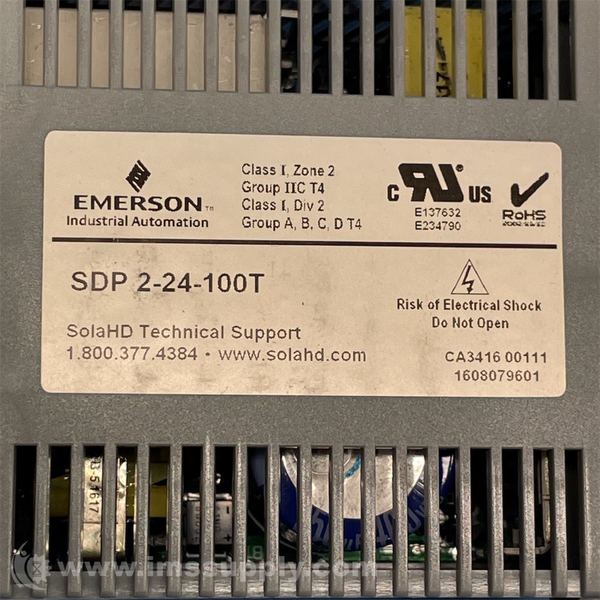 EMERSON™
Industrial Automation
Class I, Zone 2
Group IIC T4
Class I, Div 2
Group A, B, C, D T4
c RU US
E137632
E234790
RoHS
SDP 2-24-100T
Risk of Electrical Shock
Do Not Open
SolaHD Technical Support
1.800.377.4384 • www.solahd.com
CA3416 00111
1608079601
© www.imssupply.com